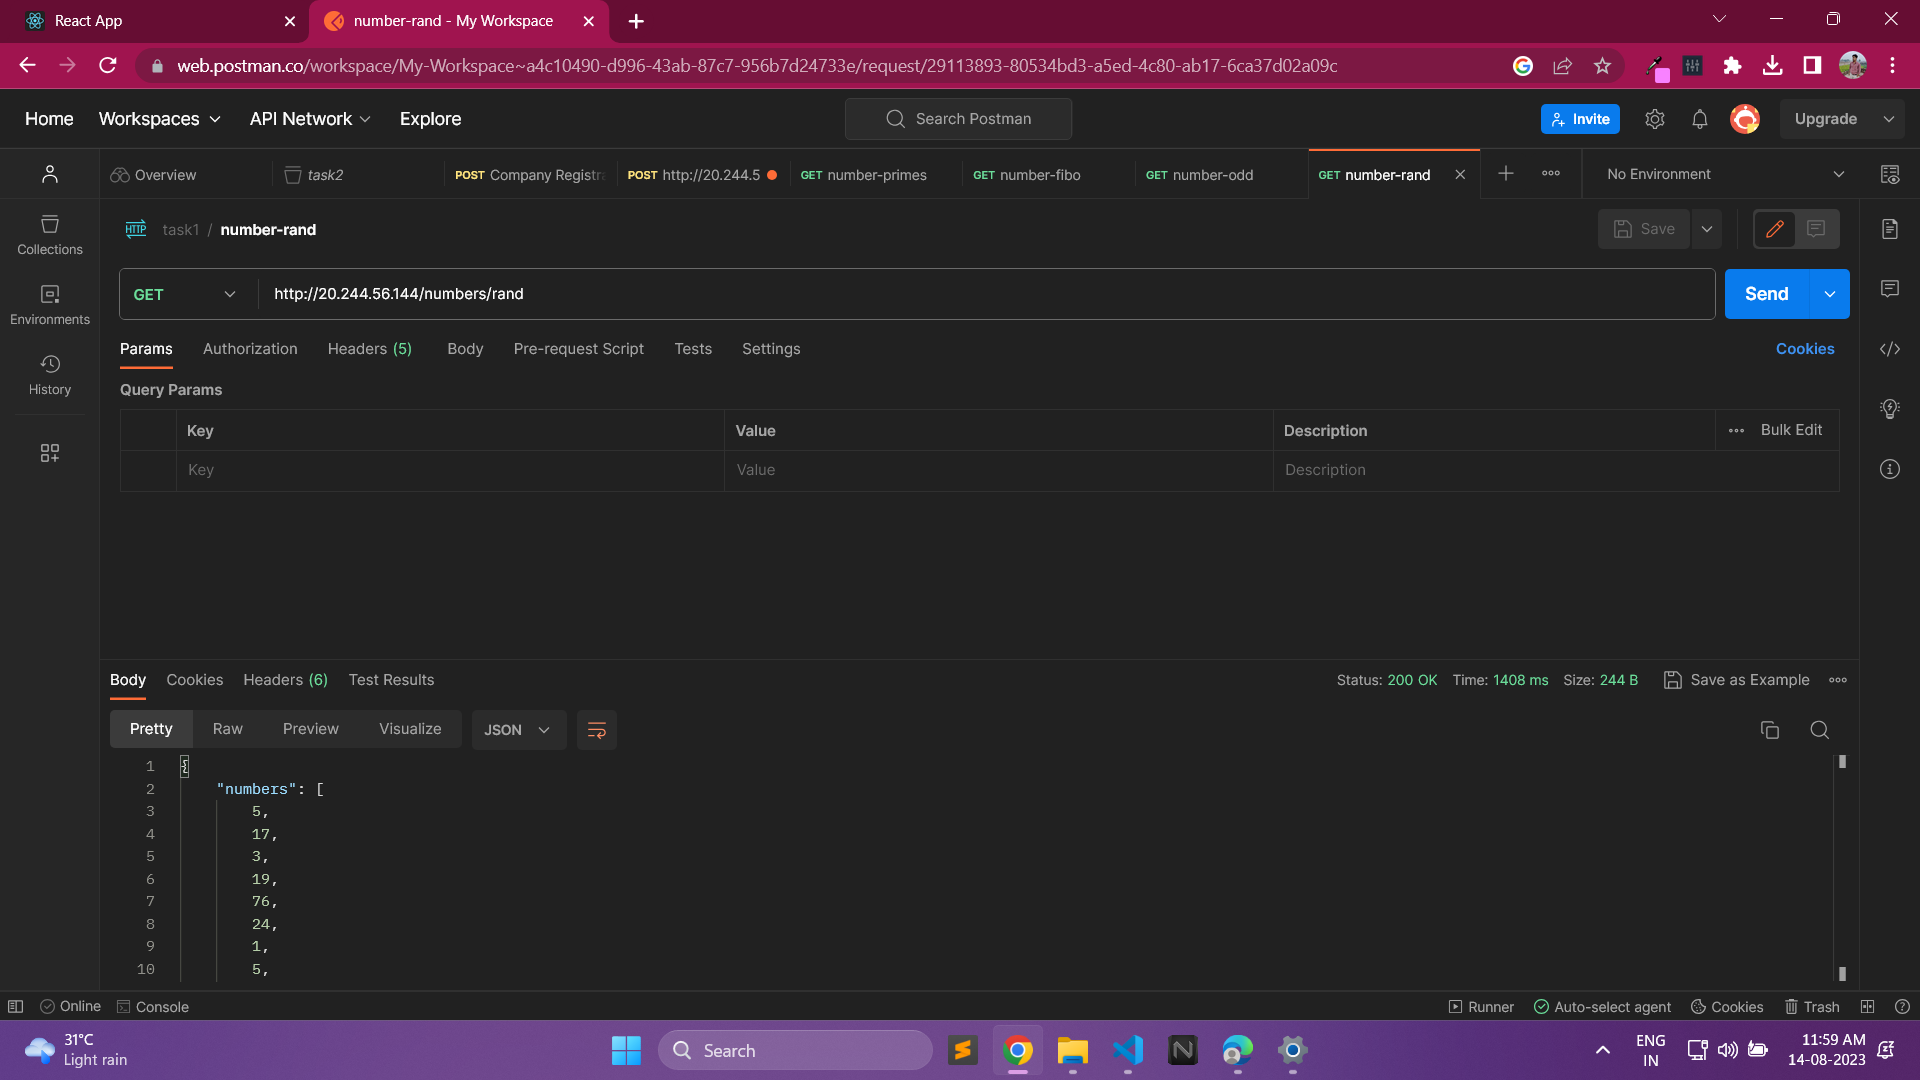 React App
number-rand - My Workspace
web.postman.co/workspace/My-Workspace~a4c10490-d996-43ab-87c7-956b7d24733e/request/29113893-80534bd3-a5ed-4c80-ab17-6ca37d02a09c
Home Workspaces API Network Explore Search Postman Invite Upgrade
Overview task2 POST Company Registra POST http://20.244.5 GET number-primes GET number-fibo GET number-odd GET number-rand No Environment
HTTP task1 / number-rand Save
Collections
Environments
History
GET http://20.244.56.144/numbers/rand Send
Params Authorization Headers (5) Body Pre-request Script Tests Settings Cookies
Query Params
Key Value Description Bulk Edit
Key Value Description
Body Cookies Headers (6) Test Results Status: 200 OK Time: 1408 ms Size: 244 B Save as Example
Pretty Raw Preview Visualize JSON
1 {
2 "numbers": [
3 5,
4 17,
5 3,
6 19,
7 76,
8 24,
9 1,
10 5,
Online Console Runner Auto-select agent Cookies Trash
31°C
Light rain
Search
ENG
IN
11:59 AM
14-08-2023